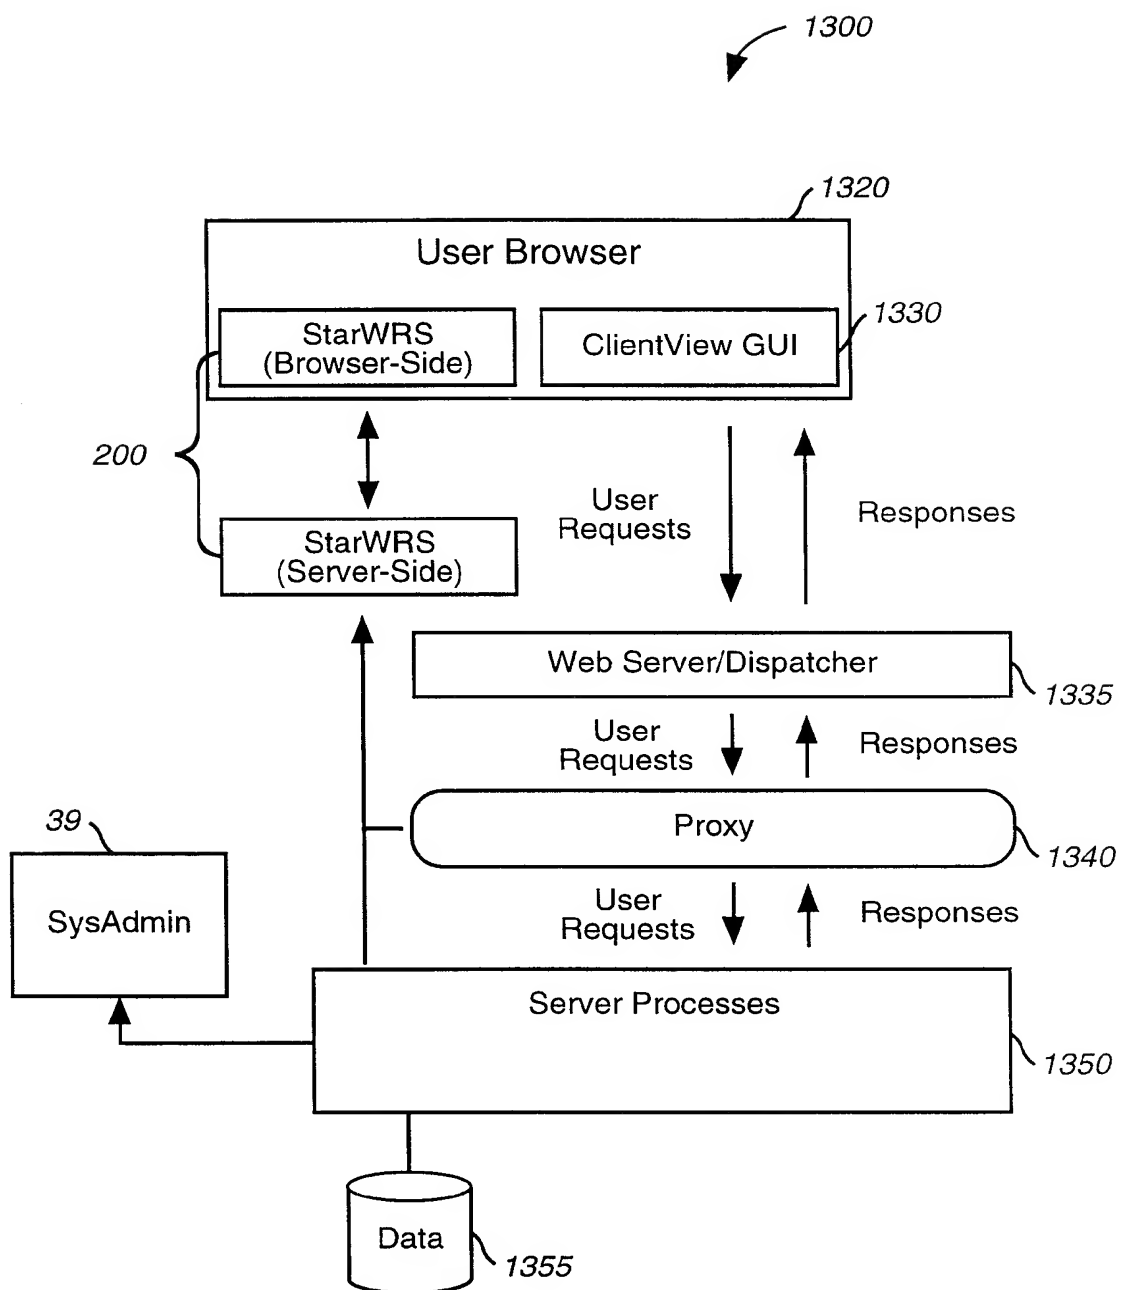 1300
1320
User Browser
1330
StarWRS
(Browser-Side)
ClientView GUI
200
User
Requests
Responses
StarWRS
(Server-Side)
Web Server/Dispatcher
1335
User
Requests
Responses
39
Proxy
1340
SysAdmin
User
Requests
Responses
Server Processes
1350
Data
1355